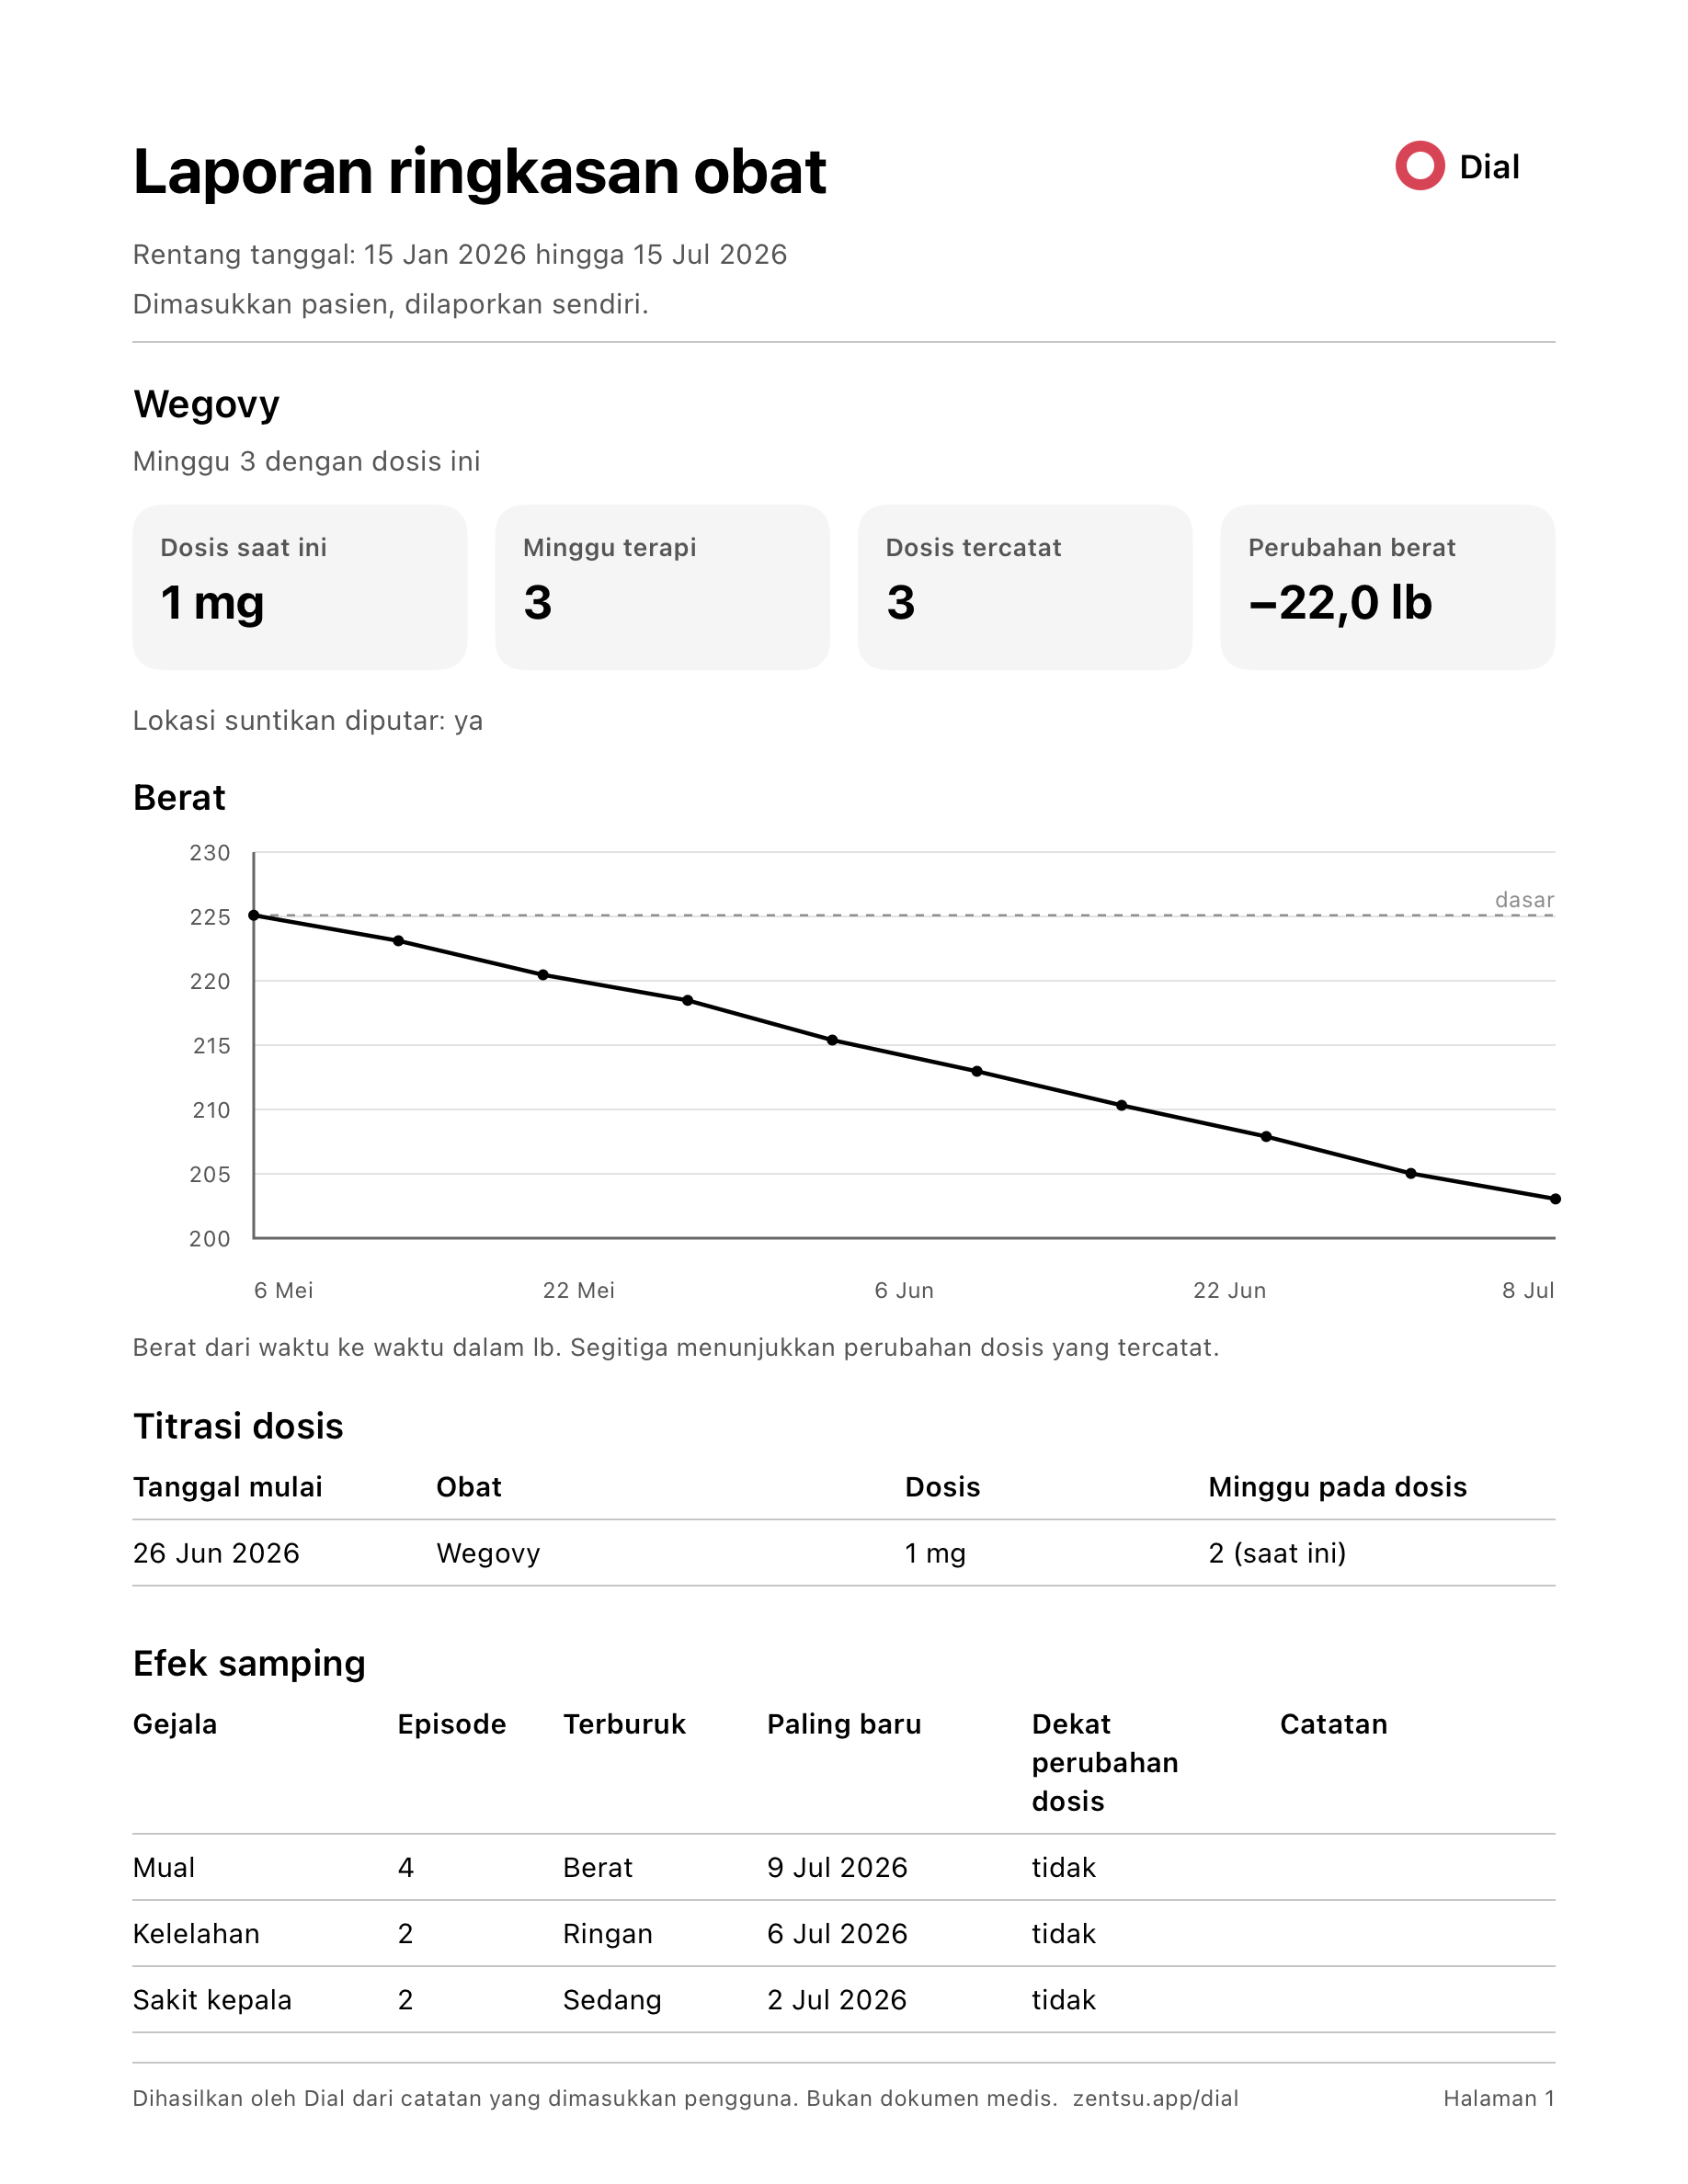 Laporan ringkasan obat
Dial
Rentang tanggal: 15 Jan 2026 hingga 15 Jul 2026
Dimasukkan pasien, dilaporkan sendiri.
Wegovy
Minggu 3 dengan dosis ini
Dosis saat ini
1 mg
Minggu terapi
3
Dosis tercatat
3
Perubahan berat
−22,0 lb
Lokasi suntikan diputar: ya
Berat
230
225
220
215
210
205
200
dasar
6 Mei
22 Mei
6 Jun
22 Jun
8 Jul
Berat dari waktu ke waktu dalam lb. Segitiga menunjukkan perubahan dosis yang tercatat.
Titrasi dosis
Tanggal mulai Obat Dosis Minggu pada dosis
26 Jun 2026 Wegovy 1 mg 2 (saat ini)
Efek samping
Gejala Episode Terburuk Paling baru Dekat Catatan
perubahan
dosis
Mual 4 Berat 9 Jul 2026 tidak
Kelelahan 2 Ringan 6 Jul 2026 tidak
Sakit kepala 2 Sedang 2 Jul 2026 tidak
Dihasilkan oleh Dial dari catatan yang dimasukkan pengguna. Bukan dokumen medis. zentsu.app/dial Halaman 1